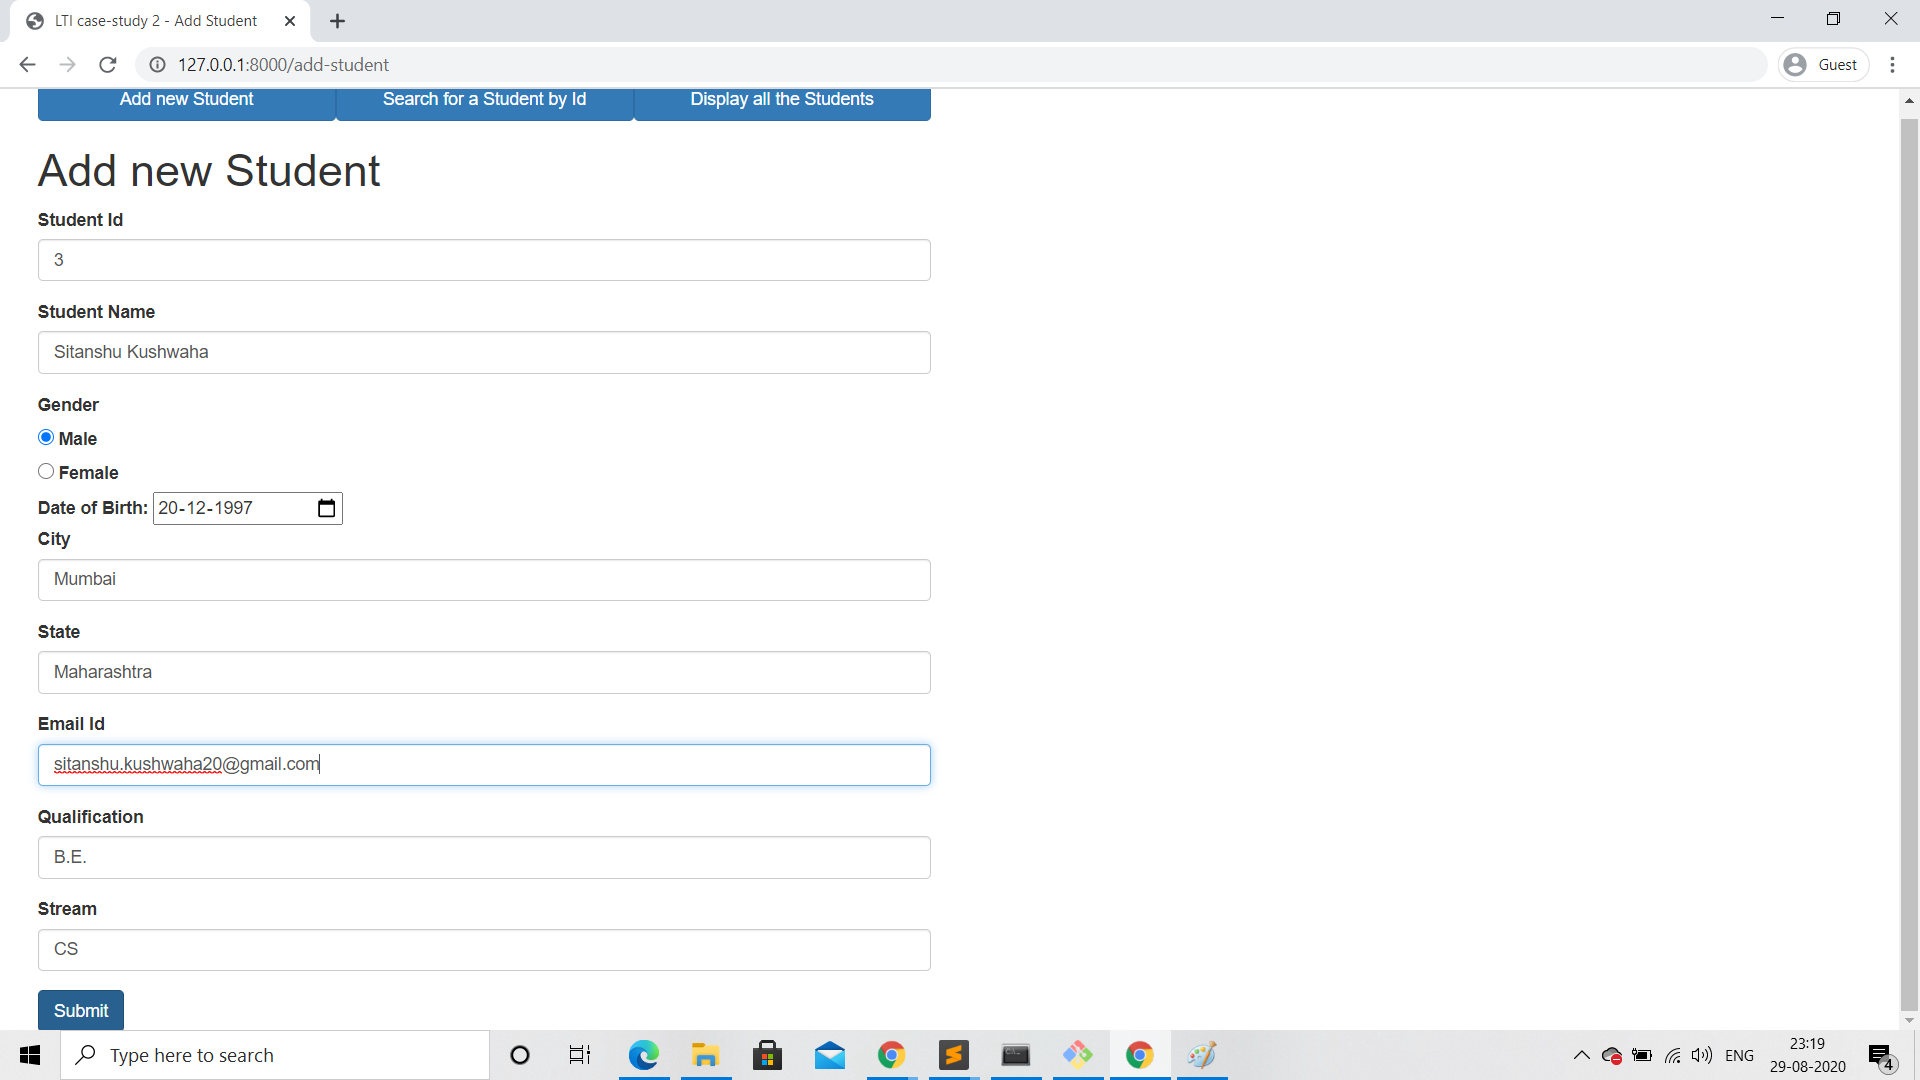 LTI case-study 2 - Add Student
127.0.0.1:8000/add-student
Guest
Add new Student
Search for a Student by Id
Display all the Students
Add new Student
Student Id
3
Student Name
Sitanshu Kushwaha
Gender
Male
Female
Date of Birth: 20-12-1997
City
Mumbai
State
Maharashtra
Email Id
sitanshu.kushwaha20@gmail.com
Qualification
B.E.
Stream
CS
Submit
Type here to search
ENG
23:19
29-08-2020
4